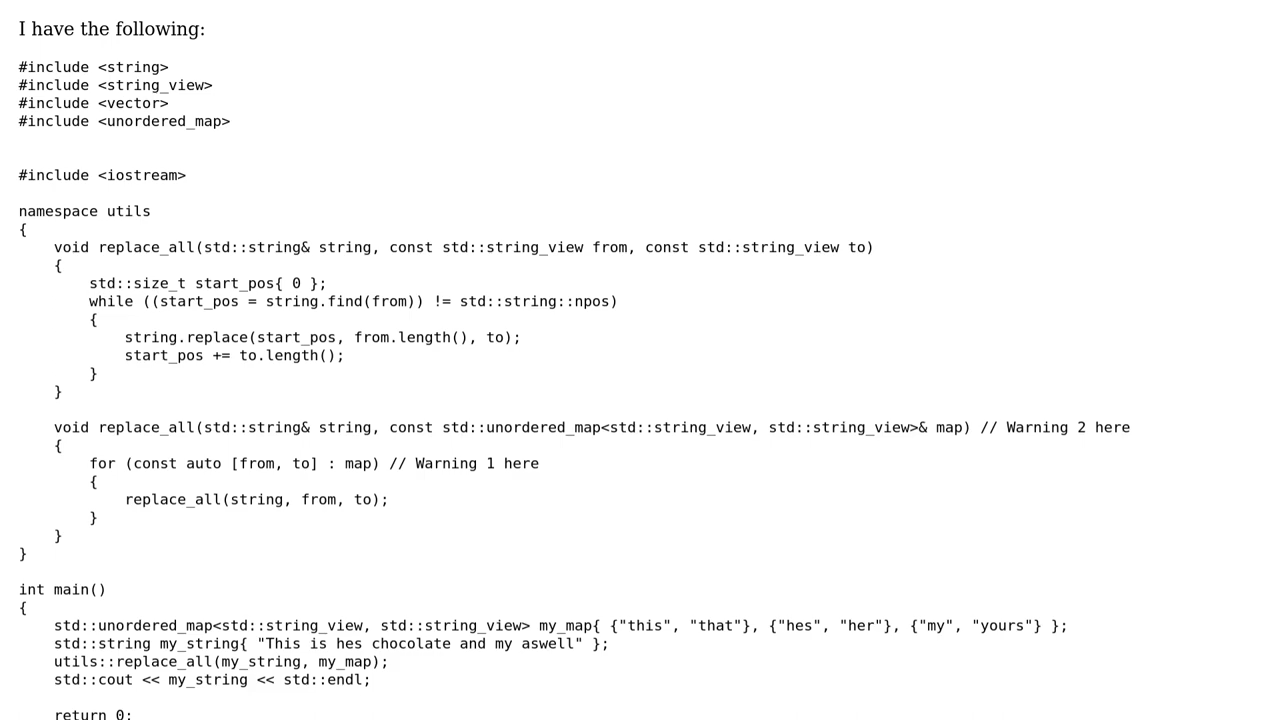 I have the following:
#include <string>
#include <string_view>
#include <vector>
#include <unordered_map>
#include <iostream>
namespace utils
{
    void replace_all(std::string& string, const std::string_view from, const std::string_view to)
    {
        std::size_t start_pos{ 0 };
        while ((start_pos = string.find(from)) != std::string::npos)
        {
            string.replace(start_pos, from.length(), to);
            start_pos += to.length();
        }
    }
    void replace_all(std::string& string, const std::unordered_map<std::string_view, std::string_view>& map) // Warning 2 here
    {
        for (const auto [from, to] : map) // Warning 1 here
        {
            replace_all(string, from, to);
        }
    }
}
int main()
{
    std::unordered_map<std::string_view, std::string_view> my_map{ {"this", "that"}, {"hes", "her"}, {"my", "yours"} };
    std::string my_string{ "This is hes chocolate and my aswell" };
    utils::replace_all(my_string, my_map);
    std::cout << my_string << std::endl;
    return 0;